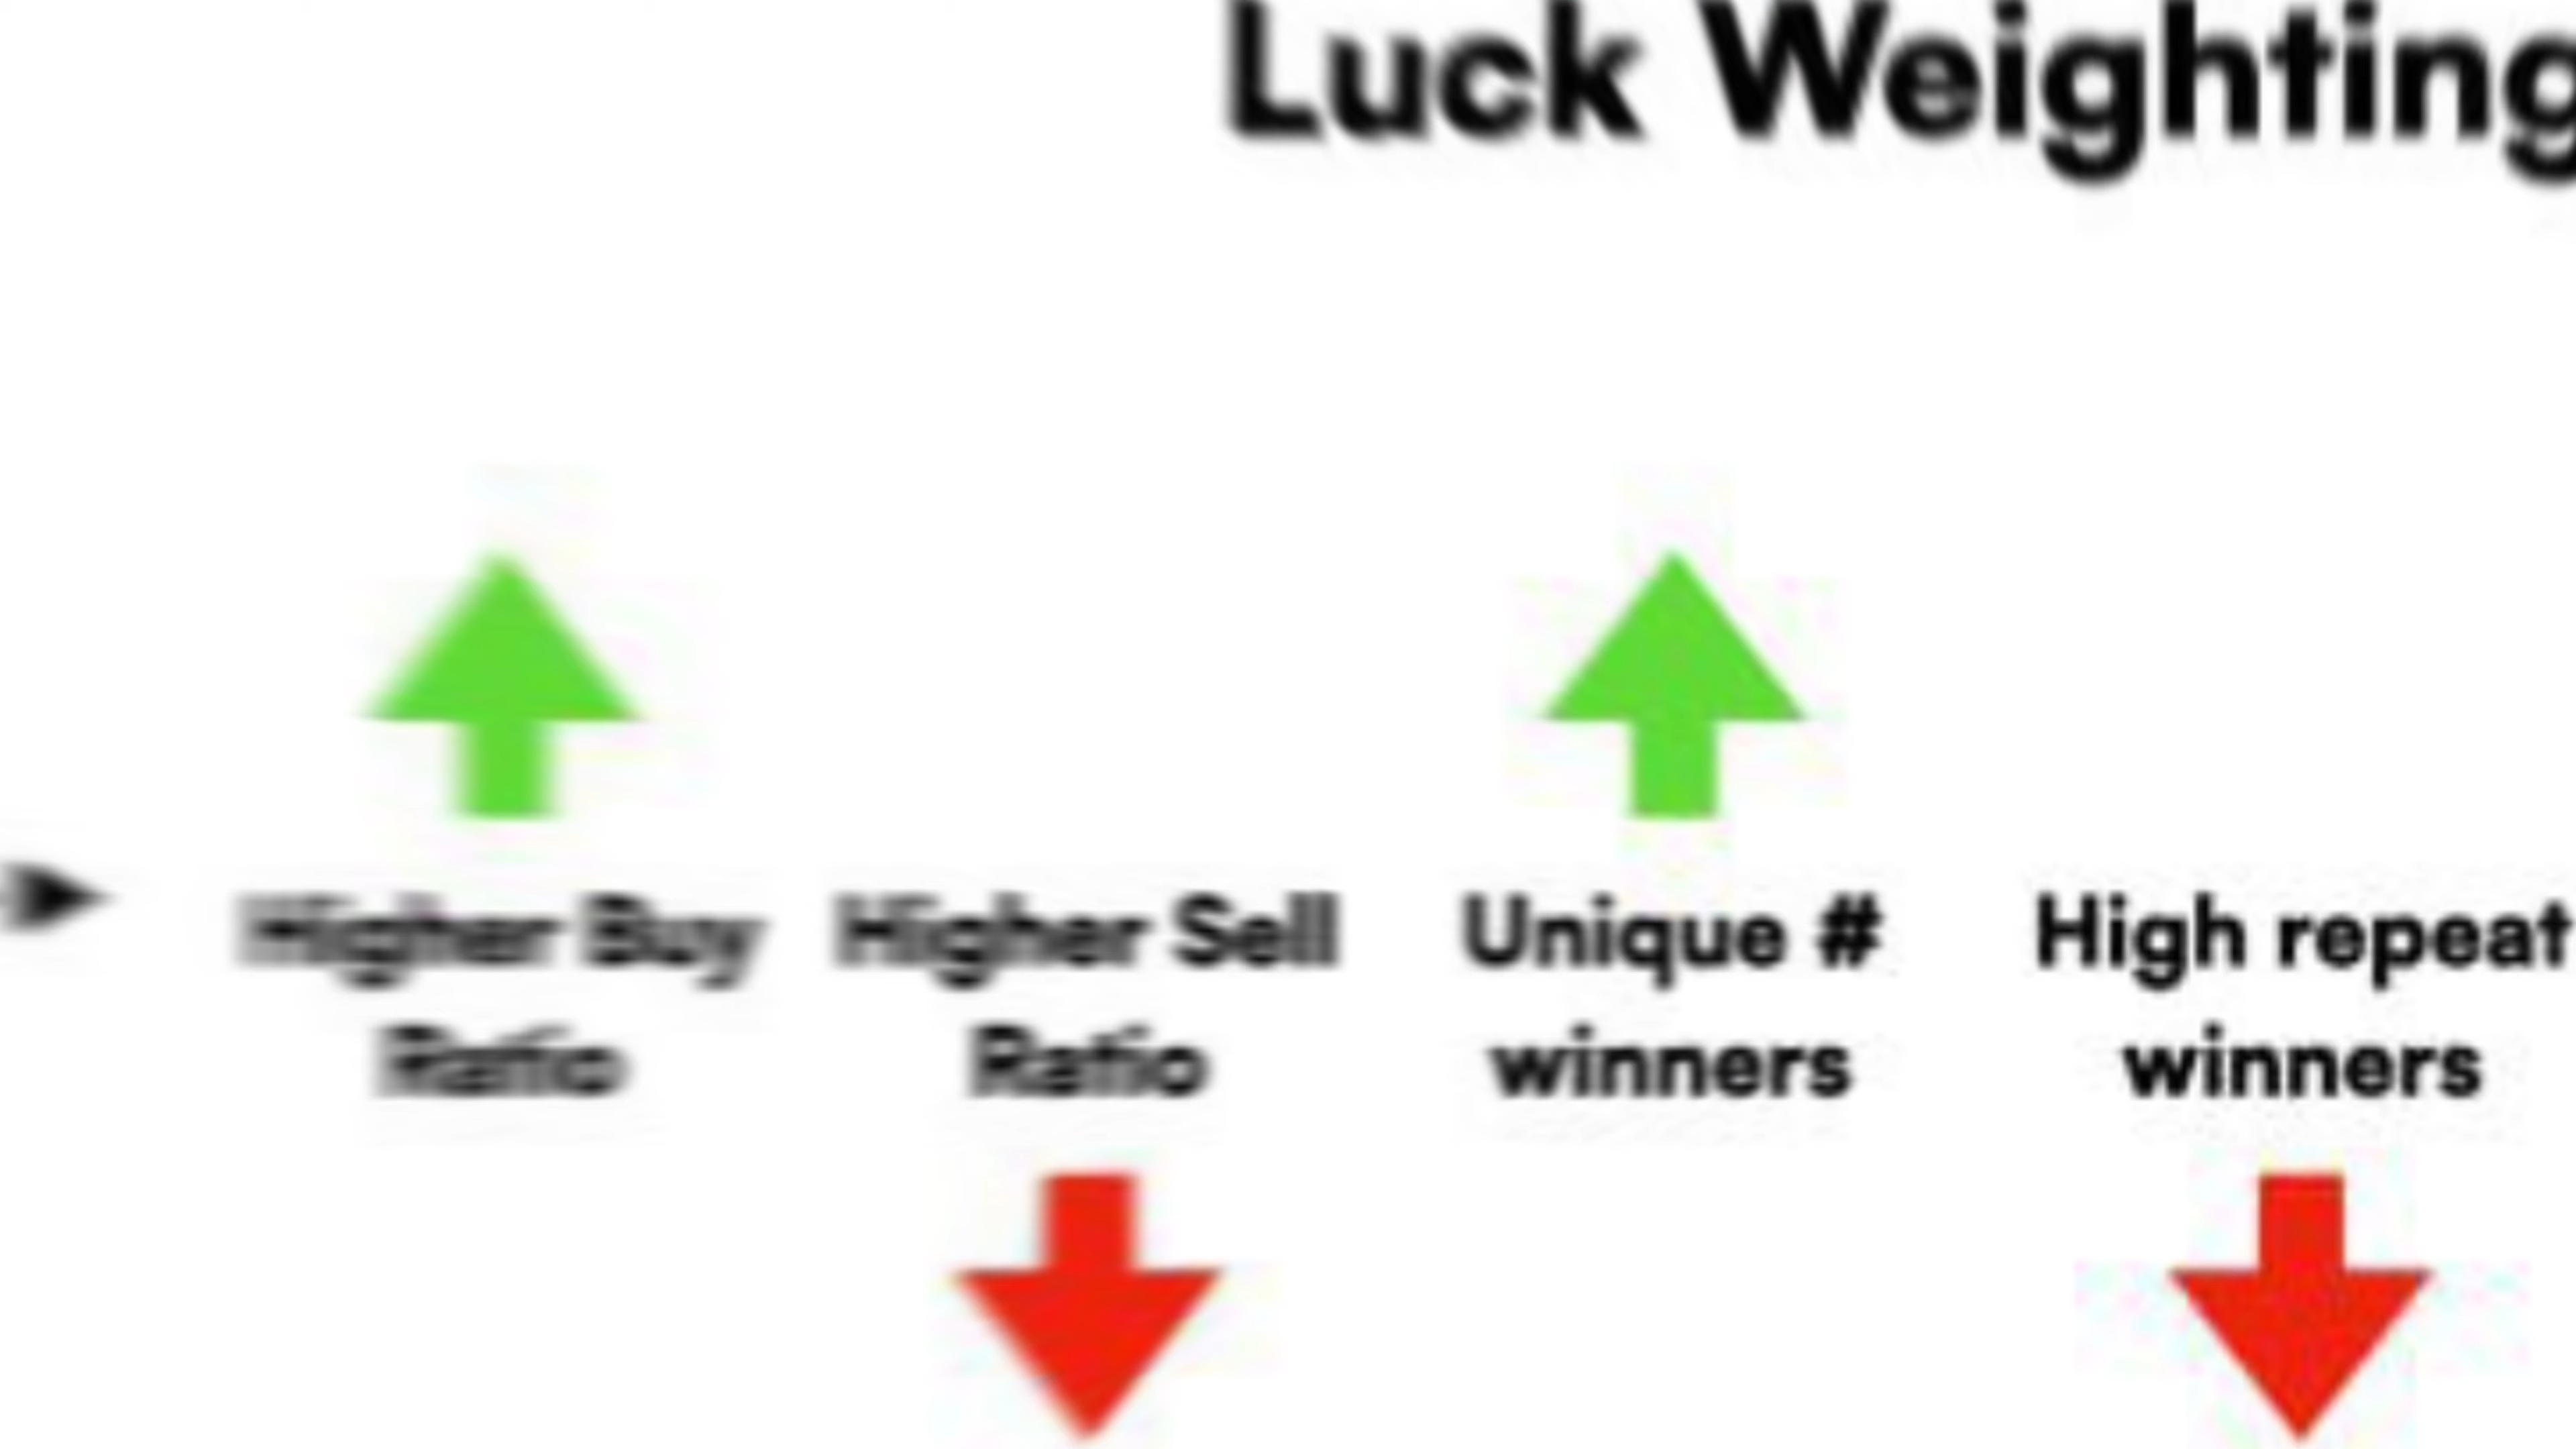 Luck Weighting
Higher Buy
Ratio
Higher Sell
Ratio
Unique #
winners
High repeat
winners